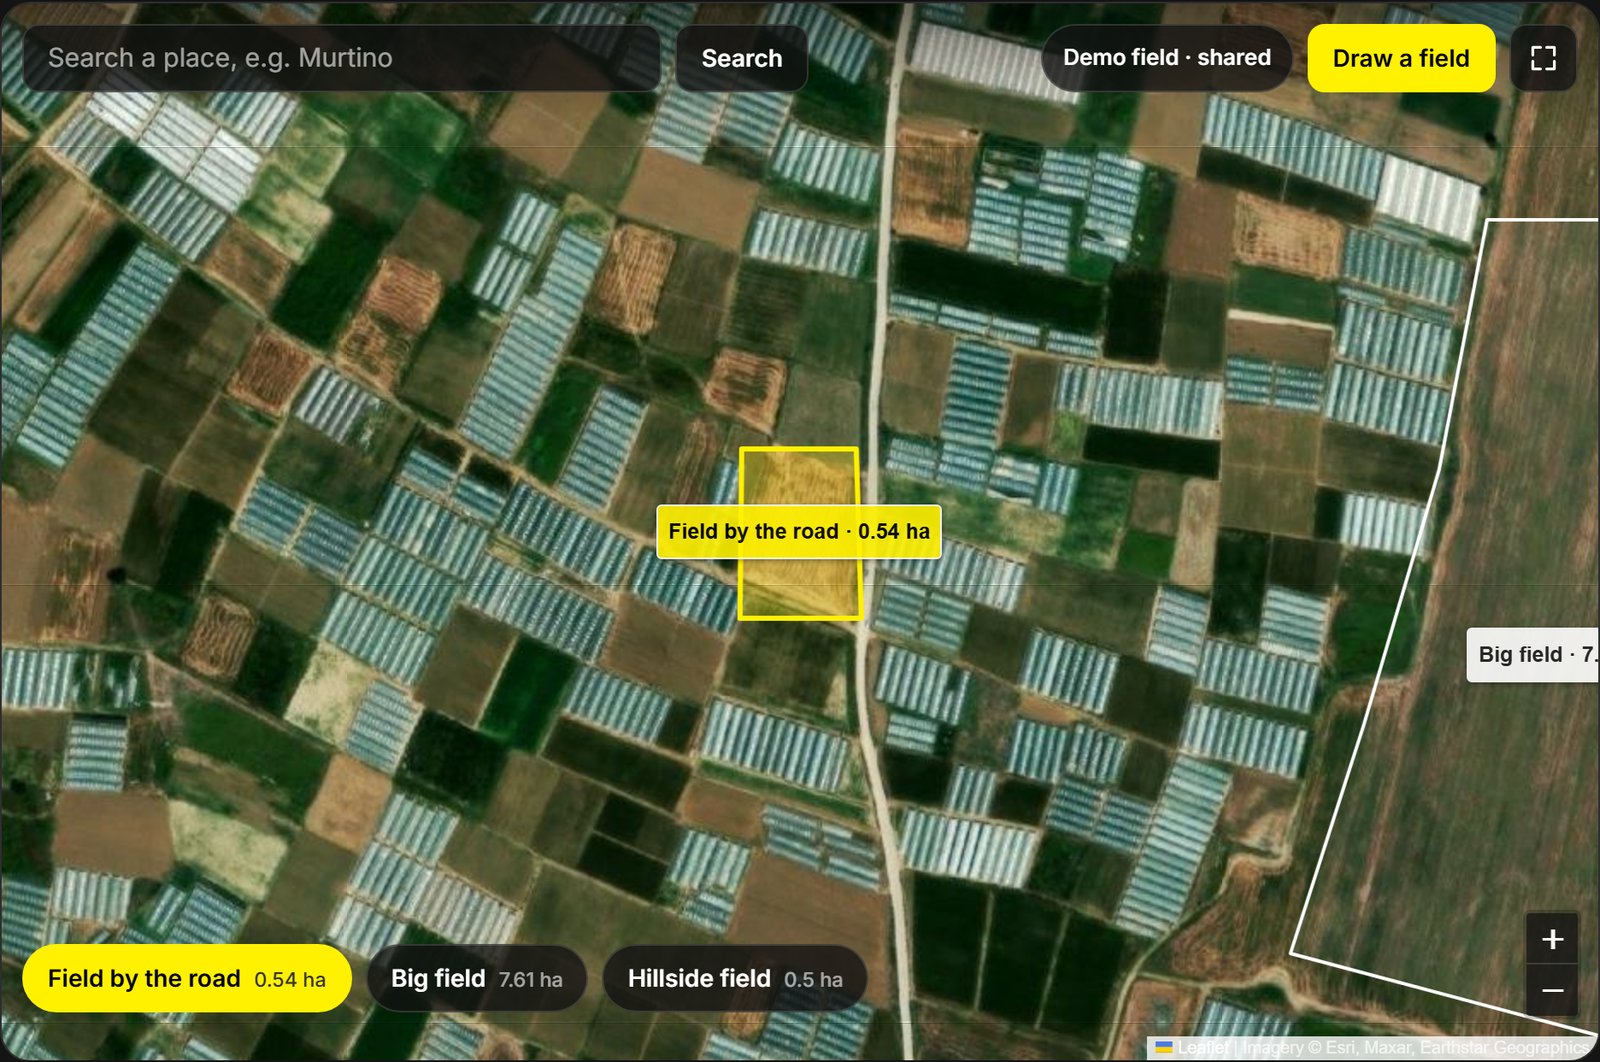 Search a place, e.g. Murtino
Search
Demo field · shared
Draw a field
Field by the road · 0.54 ha
Big field · 7.
Field by the road 0.54 ha
Big field 7.61 ha
Hillside field 0.5 ha
+
−
Leaflet | Imagery © Esri, Maxar, Earthstar Geographics